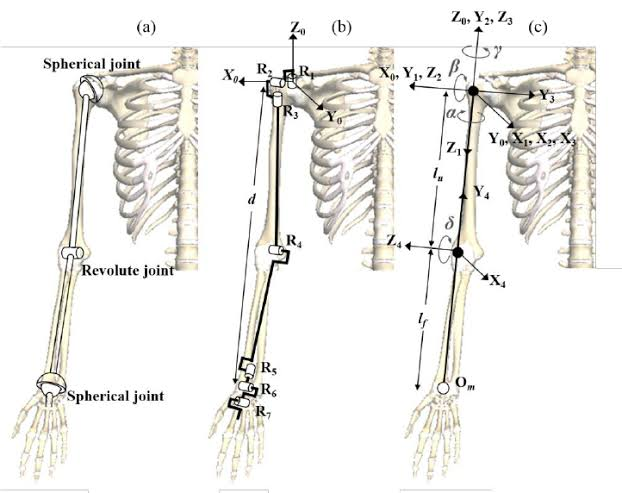 (a)
Spherical joint
Revolute joint
Spherical joint
(b)
Z0
X0
R2
R1
R3
Y0
d
R4
R5
R6
R7
(c)
Z0, Y2, Z3
γ
X0, Y1, Z2
β
Y3
α
Y0, X1, X2, X3
Z1
lu
Y4
δ
Z4
X4
lf
Om